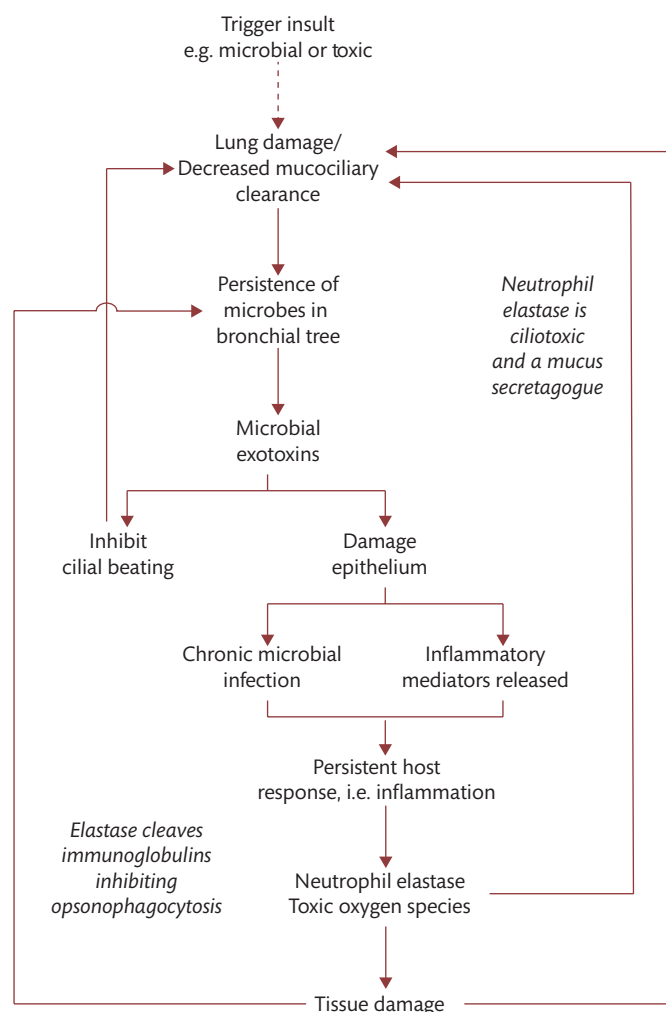 Trigger insult
e.g. microbial or toxic
Lung damage/
Decreased mucociliary
clearance
Persistence of
microbes in
bronchial tree
Neutrophil
elastase is
ciliotoxic
and a mucus
secretagogue
Microbial
exotoxins
Inhibit
cilial beating
Damage
epithelium
Chronic microbial
infection
Inflammatory
mediators released
Persistent host
response, i.e. inflammation
Elastase cleaves
immunoglobulins
inhibiting
opsonophagocytosis
Neutrophil elastase
Toxic oxygen species
Tissue damage